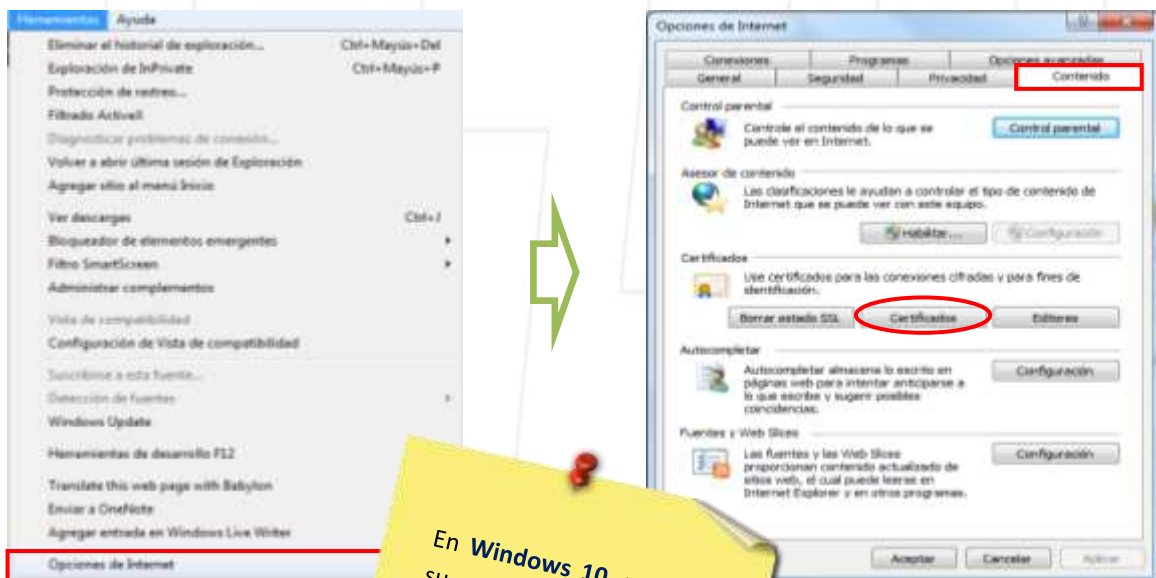 Herramientas Ayuda
Eliminar el historial de exploración... Ctrl+Mayús+Del
Exploración de InPrivate Ctrl+Mayús+P
Protección de rastreo...
Filtrado ActiveX
Diagnosticar problemas de conexión...
Volver a abrir última sesión de Exploración
Agregar sitio al menú Inicio
Ver descargas Ctrl+J
Bloqueador de elementos emergentes
Filtro SmartScreen
Administrar complementos
Vista de compatibilidad
Configuración de Vista de compatibilidad
Suscribirse a esta fuente...
Detección de fuentes
Windows Update
Herramientas de desarrollo F12
Translate this web page with Babylon
Enviar a OneNote
Agregar entrada en Windows Live Writer
Opciones de Internet
Opciones de Internet
Conexiones Programas Opciones avanzadas
General Seguridad Privacidad Contenido
Control parental
Controle el contenido de lo que se
puede ver en Internet.
Control parental
Asesor de contenido
Las clasificaciones le ayudan a controlar el tipo de contenido de
Internet que se puede ver con este equipo.
Habilitar... Configuración
Certificados
Use certificados para las conexiones cifradas y para fines de
identificación.
Borrar estado SSL Certificados Editores
Autocompletar
Autocompletar almacena lo escrito en
páginas web para intentar anticiparse a
lo que escribe y sugerir posibles
coincidencias.
Configuración
Fuentes y Web Slices
Las fuentes y las Web Slices
proporcionan contenido actualizado de
sitios web, el cual puede leerse en
Internet Explorer y en otros programas.
Configuración
Aceptar Cancelar Aplicar
En Windows 10